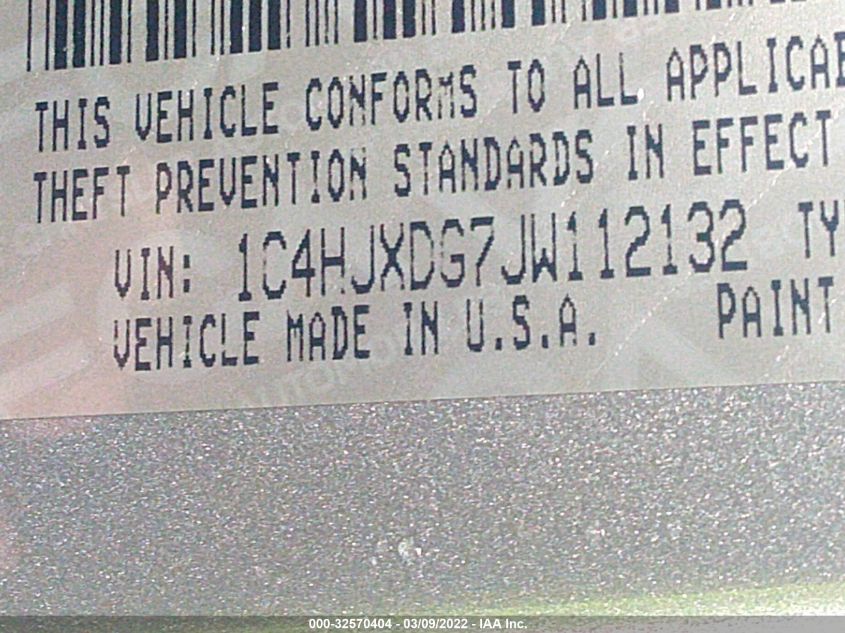 THIS VEHICLE CONFORMS TO ALL
THEFT PREVENTION STANDARDS IN EFFECT
VIN: 1C4HJXDG7JW112132
VEHICLE MADE IN U.S.A. PAINT
000-32570404 - 03/09/2022 - IAA Inc.